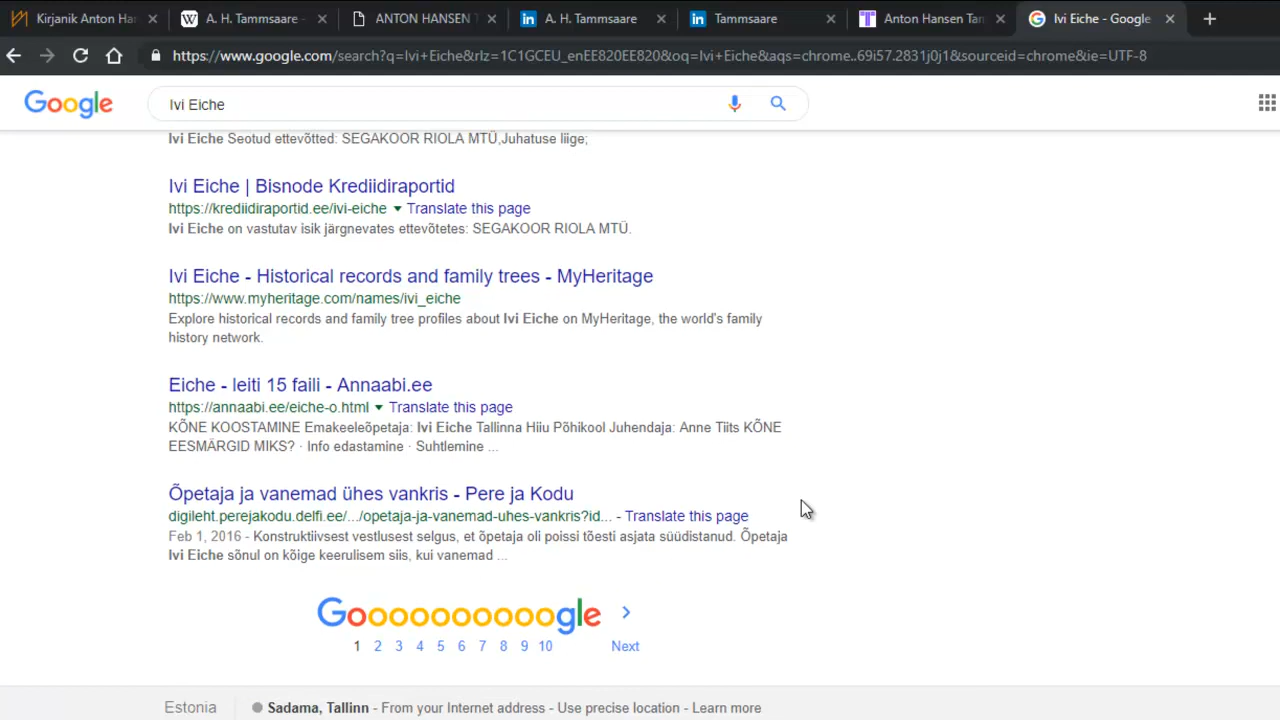 Kirjanik Anton Han
A. H. Tammsaare -
ANTON HANSEN T
A. H. Tammsaare
Tammsaare
Anton Hansen Tam
Ivi Eiche - Google
https://www.google.com/search?q=Ivi+Eiche&rlz=1C1GCEU_enEE820EE820&oq=Ivi+Eiche&aqs=chrome..69i57.2831j0j1&sourceid=chrome&ie=UTF-8
Google
Ivi Eiche
Ivi Eiche Seotud ettevõtted: SEGAKOOR RIOLA MTÜ,Juhatuse liige;
Ivi Eiche | Bisnode Krediidiraportid
https://krediidiraportid.ee/ivi-eiche Translate this page
Ivi Eiche on vastutav isik järgnevates ettevõtetes: SEGAKOOR RIOLA MTÜ.
Ivi Eiche - Historical records and family trees - MyHeritage
https://www.myheritage.com/names/ivi_eiche
Explore historical records and family tree profiles about Ivi Eiche on MyHeritage, the world's family
history network.
Eiche - leiti 15 faili - Annaabi.ee
https://annaabi.ee/eiche-o.html Translate this page
KÕNE KOOSTAMINE Emakeeleõpetaja: Ivi Eiche Tallinna Hiiu Põhikool Juhendaja: Anne Tiits KÕNE
EESMÄRGID MIKS? · Info edastamine · Suhtlemine ...
Õpetaja ja vanemad ühes vankris - Pere ja Kodu
digileht.perejakodu.delfi.ee/.../opetaja-ja-vanemad-uhes-vankris?id... - Translate this page
Feb 1, 2016 - Konstruktiivsest vestlusest selgus, et õpetaja oli poissi tõesti asjata süüdistanud. Õpetaja
Ivi Eiche sõnul on kõige keerulisem siis, kui vanemad ...
Goooooooooogle
1 2 3 4 5 6 7 8 9 10 Next
Estonia Sadama, Tallinn - From your Internet address - Use precise location - Learn more